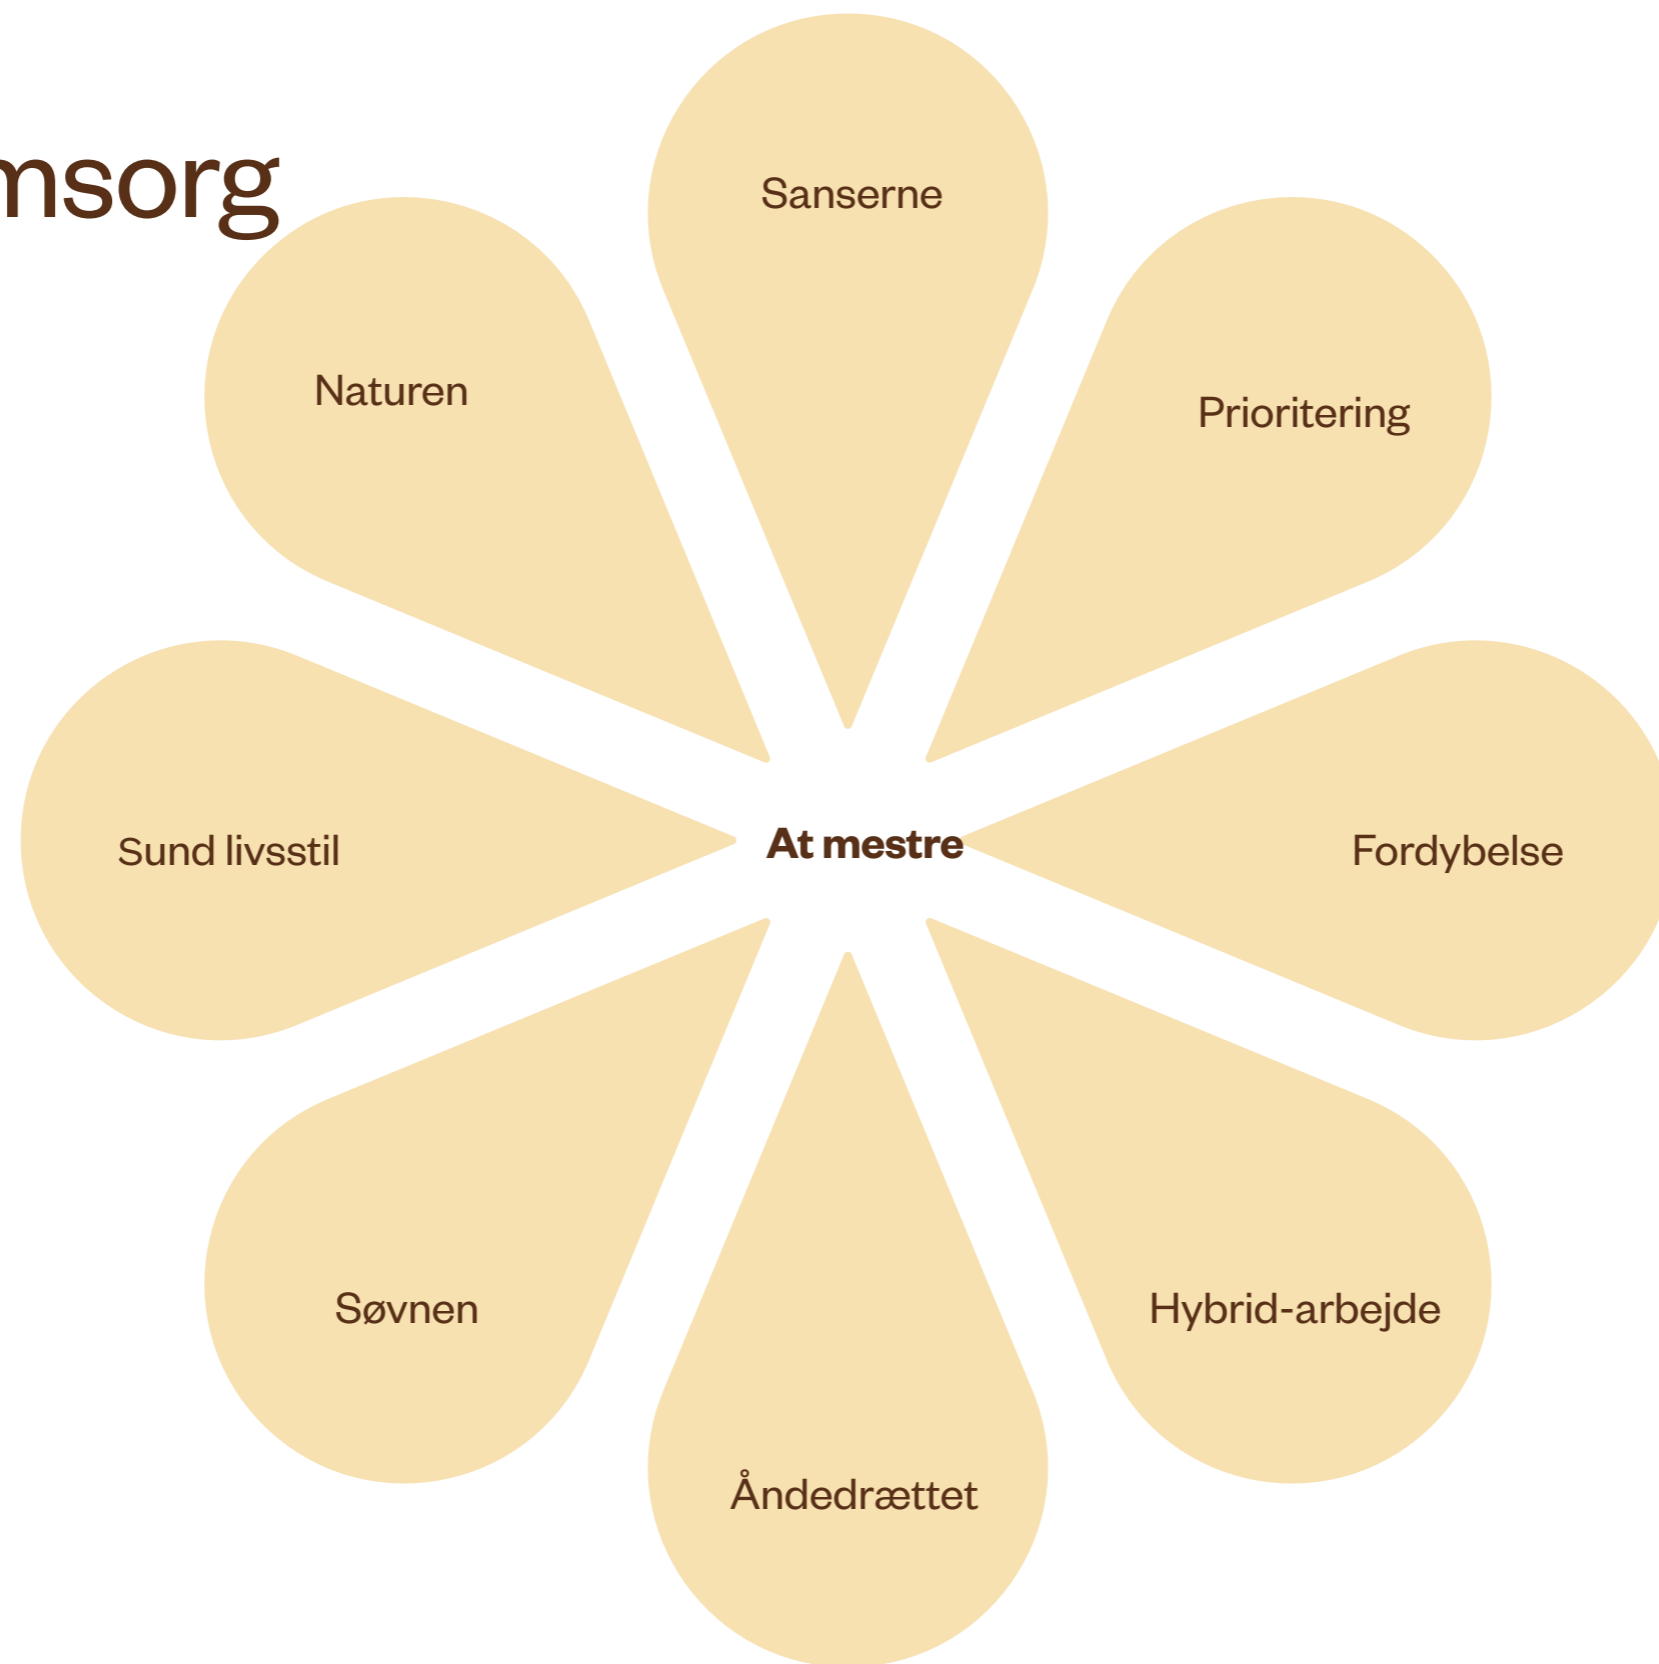 msorg
Sanserne
Naturen
Prioritering
Sund livsstil
At mestre
Fordybelse
Søvnen
Hybrid-arbejde
Åndedrættet